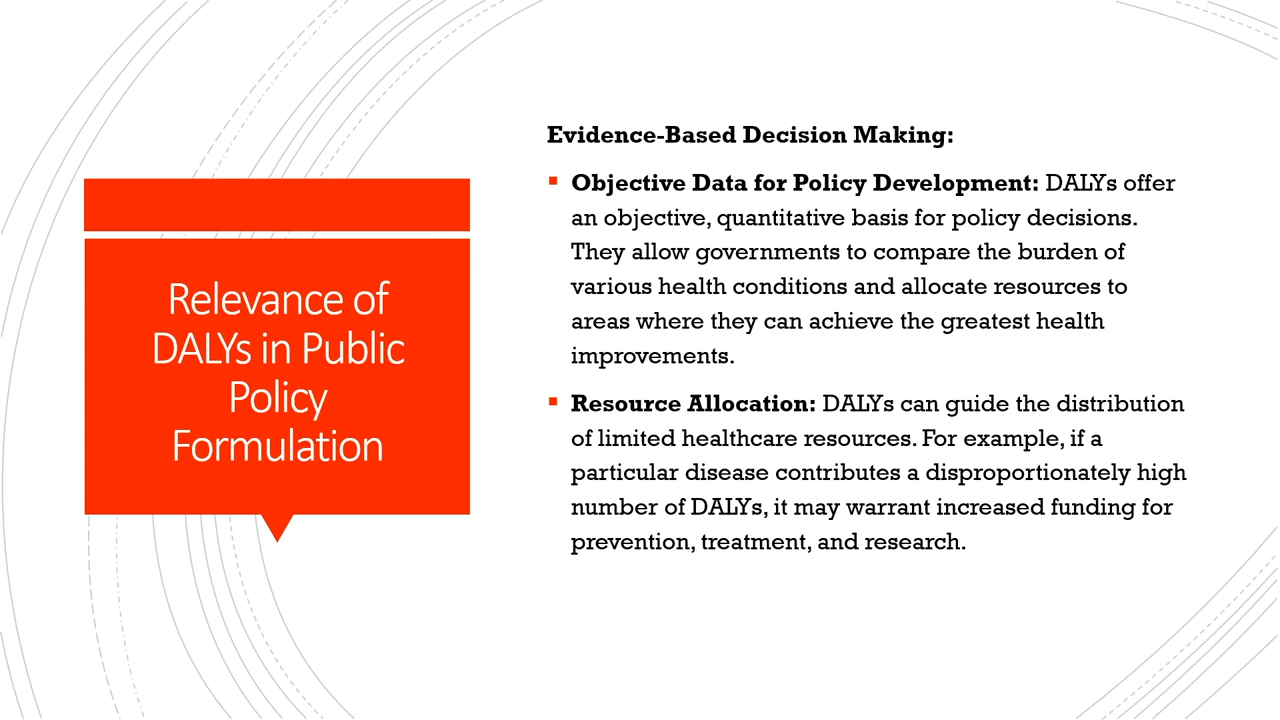 Relevance of
DALYs in Public
Policy
Formulation
Evidence-Based Decision Making:
Objective Data for Policy Development: DALYs offer
an objective, quantitative basis for policy decisions.
They allow governments to compare the burden of
various health conditions and allocate resources to
areas where they can achieve the greatest health
improvements.
Resource Allocation: DALYs can guide the distribution
of limited healthcare resources. For example, if a
particular disease contributes a disproportionately high
number of DALYs, it may warrant increased funding for
prevention, treatment, and research.